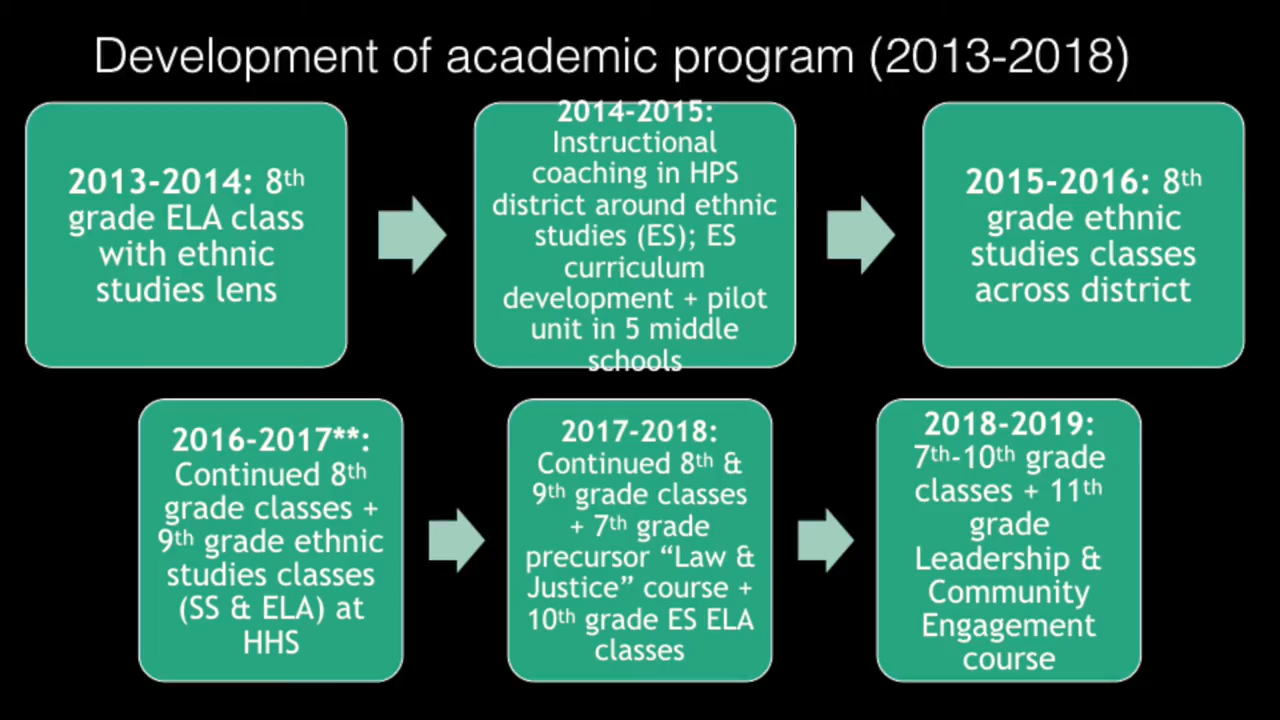 Development of academic program (2013-2018)
2013-2014: 8th
grade ELA class
with ethnic
studies lens
2014-2015:
Instructional
coaching in HPS
district around ethnic
studies (ES); ES
curriculum
development + pilot
unit in 5 middle
schools
2015-2016: 8th
grade ethnic
studies classes
across district
2016-2017**:
Continued 8th
grade classes +
9th grade ethnic
studies classes
(SS & ELA) at
HHS
2017-2018:
Continued 8th &
9th grade classes
+ 7th grade
precursor “Law &
Justice” course +
10th grade ES ELA
classes
2018-2019:
7th-10th grade
classes + 11th
grade
Leadership &
Community
Engagement
course